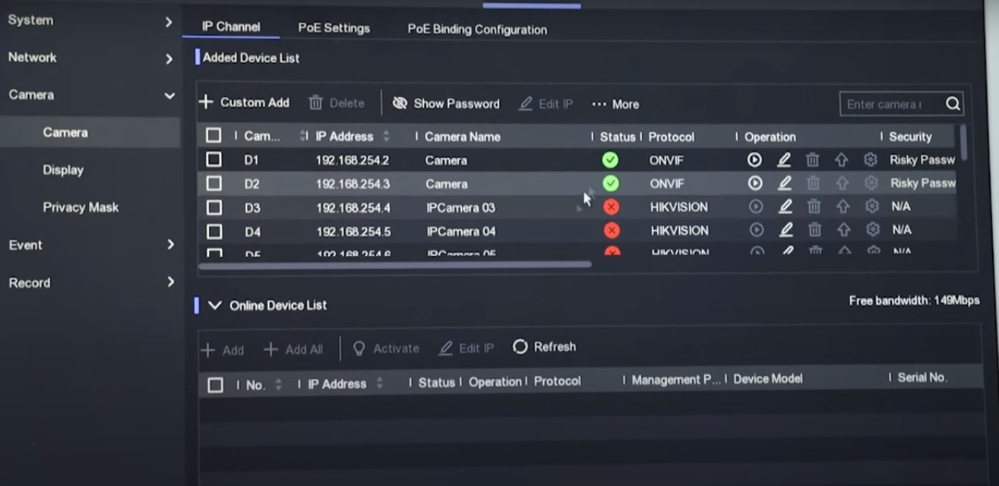 System
Network
Camera
Camera
Display
Privacy Mask
Event
Record
IP Channel PoE Settings PoE Binding Configuration
Added Device List
Custom Add Delete Show Password Edit IP ··· More Enter camera
Cam... IP Address Camera Name Status Protocol Operation Security
D1 192.168.254.2 Camera ONVIF Risky Passw
D2 192.168.254.3 Camera ONVIF Risky Passw
D3 192.168.254.4 IPCamera 03 HIKVISION N/A
D4 192.168.254.5 IPCamera 04 HIKVISION N/A
D5 192.168.254.6 IPCamera 05 HIKVISION N/A
Online Device List Free bandwidth: 149Mbps
Add Add All Activate Edit IP Refresh
No. IP Address Status Operation Protocol Management P... Device Model Serial No.